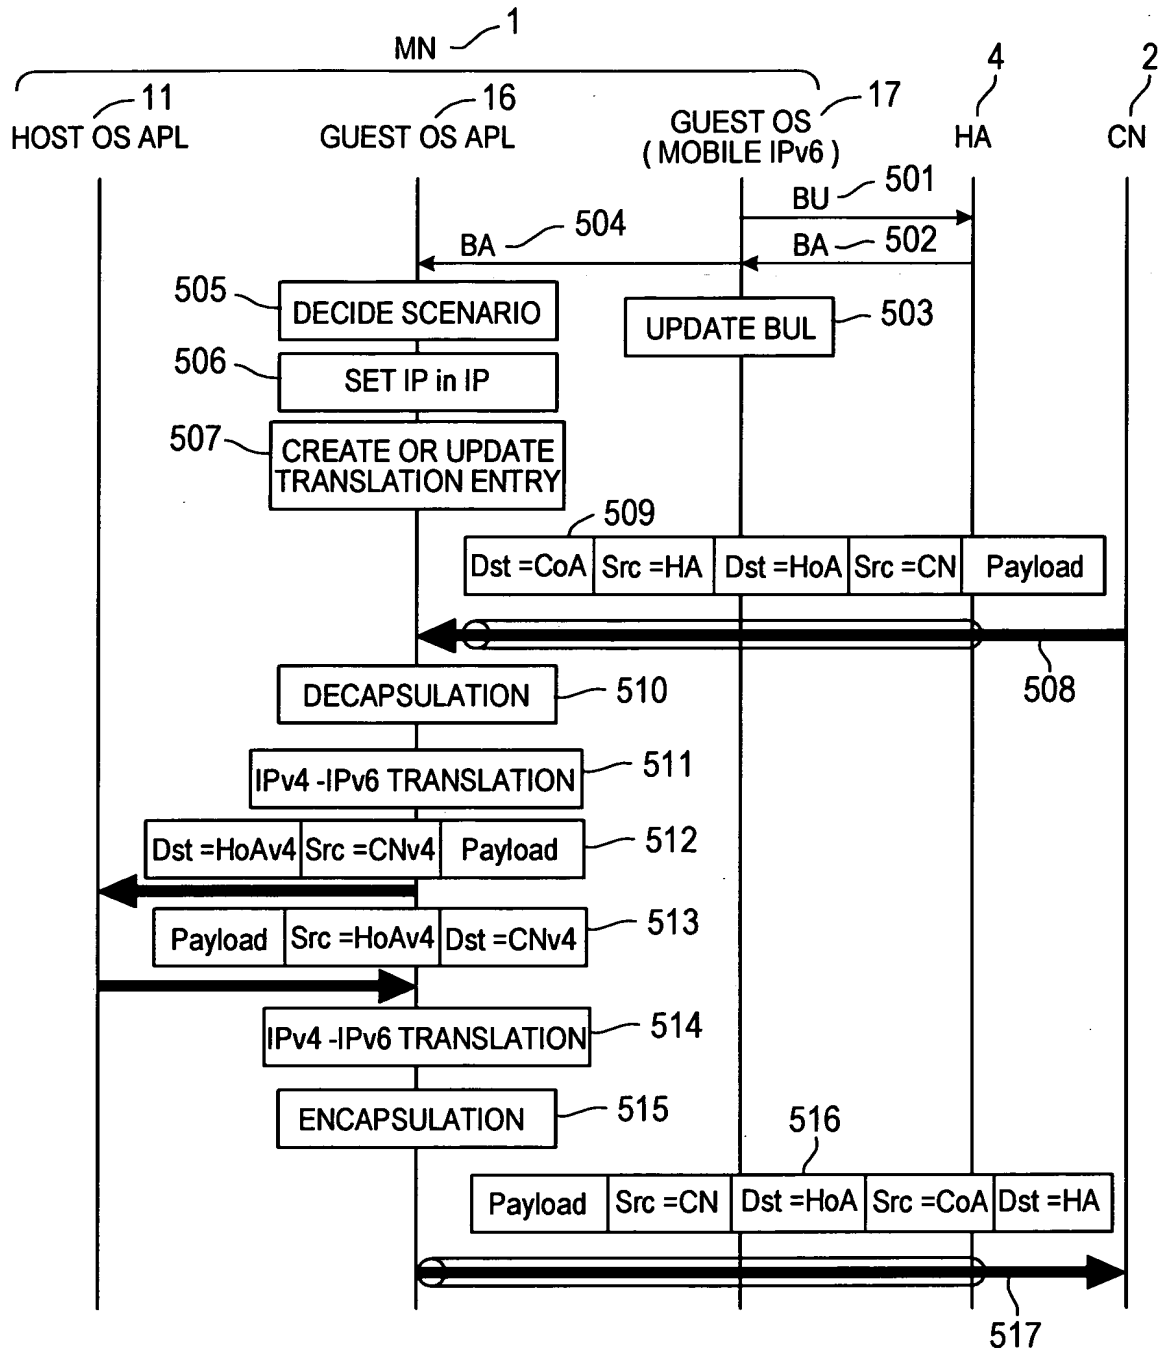 MN 1
11 16 17 4 2
HOST OS APL GUEST OS APL GUEST OS HA CN
( MOBILE IPv6 )
BU 501
BA 504 BA 502
505 DECIDE SCENARIO
UPDATE BUL 503
506 SET IP in IP
507 CREATE OR UPDATE
TRANSLATION ENTRY
509
Dst =CoA Src =HA Dst =HoA Src =CN Payload
508
DECAPSULATION 510
IPv4 -IPv6 TRANSLATION 511
Dst =HoAv4 Src =CNv4 Payload 512
Payload Src =HoAv4 Dst =CNv4 513
IPv4 -IPv6 TRANSLATION 514
ENCAPSULATION 515
516
Payload Src =CN Dst =HoA Src =CoA Dst =HA
517